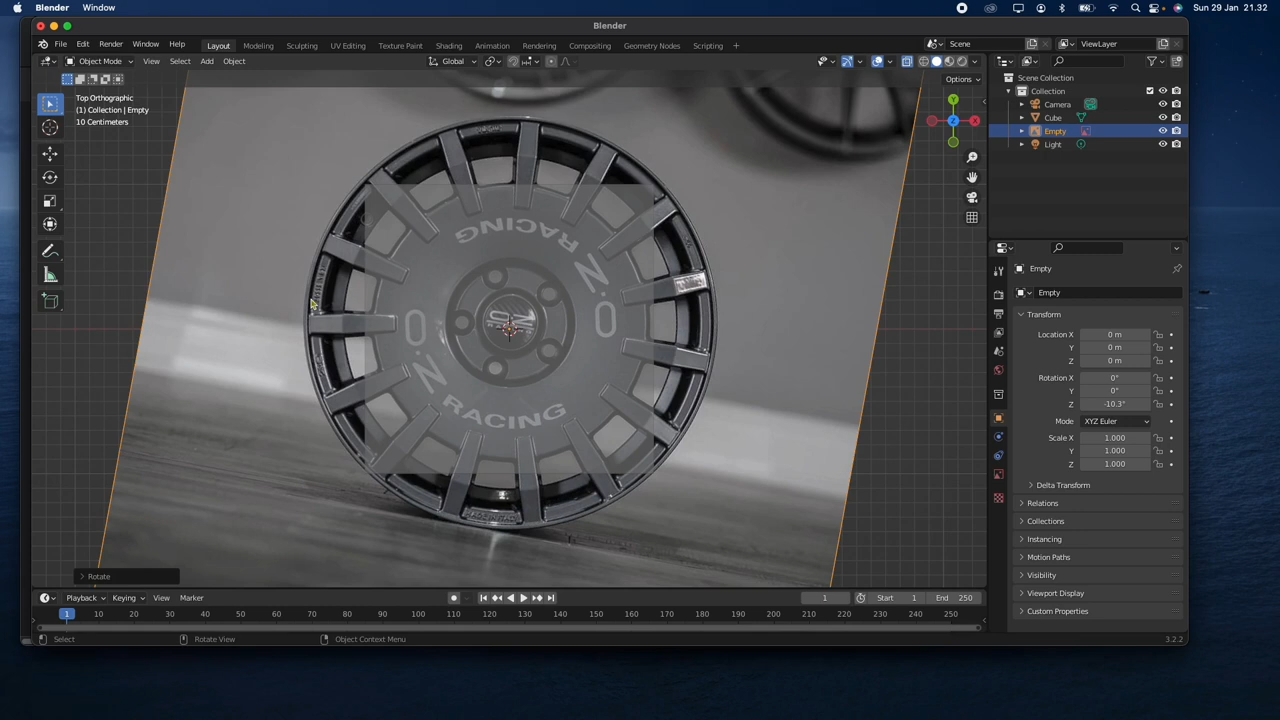 Blender Window Sun 29 Jan 21.32
Blender
File Edit Render Window Help Layout Modeling Sculpting UV Editing Texture Paint Shading Animation Rendering Compositing Geometry Nodes Scripting + Scene ViewLayer
Object Mode View Select Add Object Global
Options
Top Orthographic
(1) Collection | Empty
10 Centimeters
Y
X
Z
Scene Collection
Collection
Camera
Cube
Empty
Light
Empty
Empty
Transform
Location X 0 m
Y 0 m
Z 0 m
Rotation X 0°
Y 0°
Z -10.3°
Mode XYZ Euler
Scale X 1.000
Y 1.000
Z 1.000
Delta Transform
Relations
Collections
Instancing
Motion Paths
Visibility
Viewport Display
Custom Properties
RACING
O.Z.
O.Z. RACING
Rotate
Playback Keying View Marker 1 Start 1 End 250
1 10 20 30 40 50 60 70 80 90 100 110 120 130 140 150 160 170 180 190 200 210 220 230 240 250
Select Rotate View Object Context Menu 3.2.2